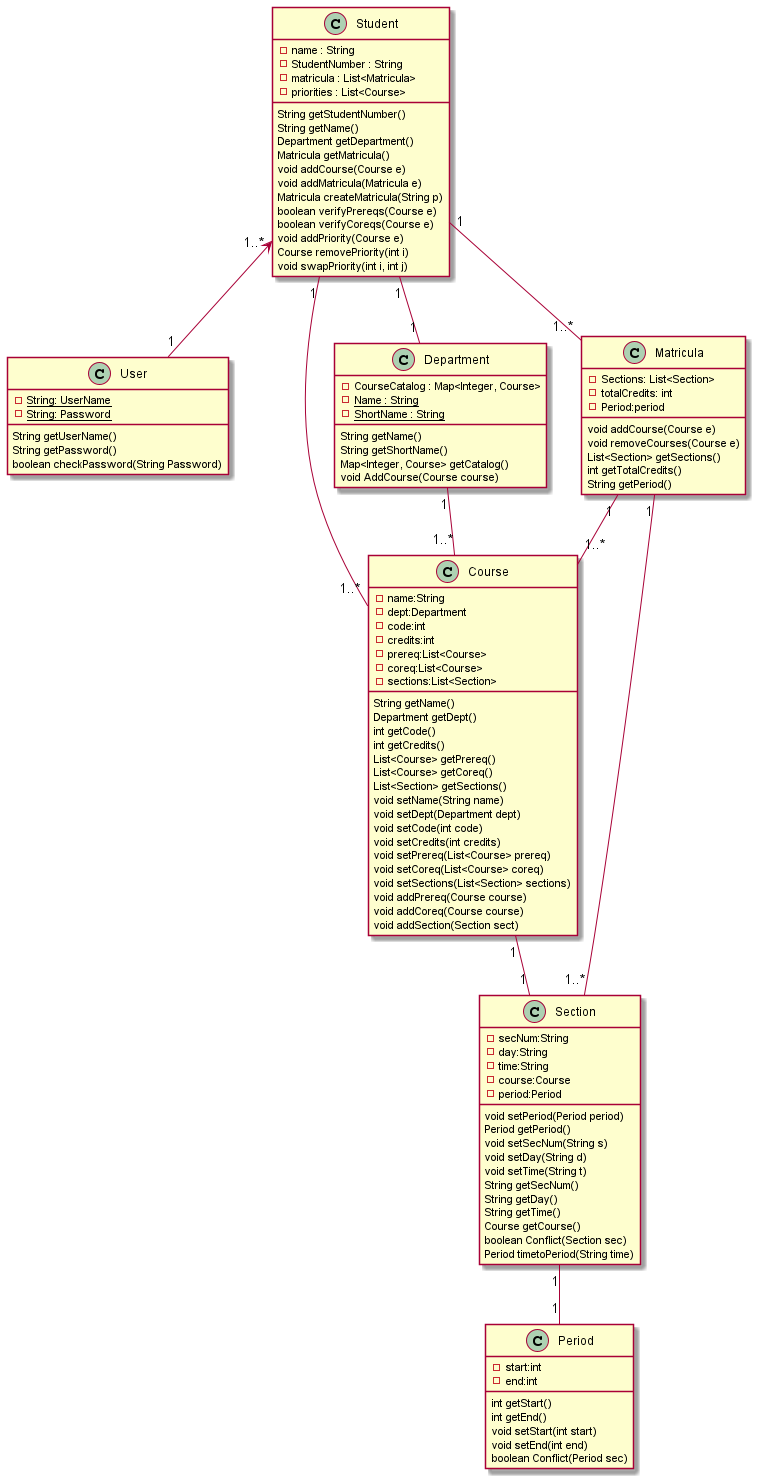 C Student
name : String
StudentNumber : String
matricula : List<Matricula>
priorities : List<Course>
String getStudentNumber()
String getName()
Department getDepartment()
Matricula getMatricula()
void addCourse(Course e)
void addMatricula(Matricula e)
Matricula createMatricula(String p)
boolean verifyPrereqs(Course e)
boolean verifyCoreqs(Course e)
void addPriority(Course e)
Course removePriority(int i)
void swapPriority(int i, int j)
1..*
1
1
1
1
1..*
1
1
C User
String: UserName
String: Password
String getUserName()
String getPassword()
boolean checkPassword(String Password)
C Department
CourseCatalog : Map<Integer, Course>
Name : String
ShortName : String
String getName()
String getShortName()
Map<Integer, Course> getCatalog()
void AddCourse(Course course)
C Matricula
Sections: List<Section>
totalCredits: int
Period:period
void addCourse(Course e)
void removeCourses(Course e)
List<Section> getSections()
int getTotalCredits()
String getPeriod()
1
1
1
1..*
1..*
1..*
C Course
name:String
dept:Department
code:int
credits:int
prereq:List<Course>
coreq:List<Course>
sections:List<Section>
String getName()
Department getDept()
int getCode()
int getCredits()
List<Course> getPrereq()
List<Course> getCoreq()
List<Section> getSections()
void setName(String name)
void setDept(Department dept)
void setCode(int code)
void setCredits(int credits)
void setPrereq(List<Course> prereq)
void setCoreq(List<Course> coreq)
void setSections(List<Section> sections)
void addPrereq(Course course)
void addCoreq(Course course)
void addSection(Section sect)
1
1
1..*
C Section
secNum:String
day:String
time:String
course:Course
period:Period
void setPeriod(Period period)
Period getPeriod()
void setSecNum(String s)
void setDay(String d)
void setTime(String t)
String getSecNum()
String getDay()
String getTime()
Course getCourse()
boolean Conflict(Section sec)
Period timetoPeriod(String time)
1
1
C Period
start:int
end:int
int getStart()
int getEnd()
void setStart(int start)
void setEnd(int end)
boolean Conflict(Period sec)